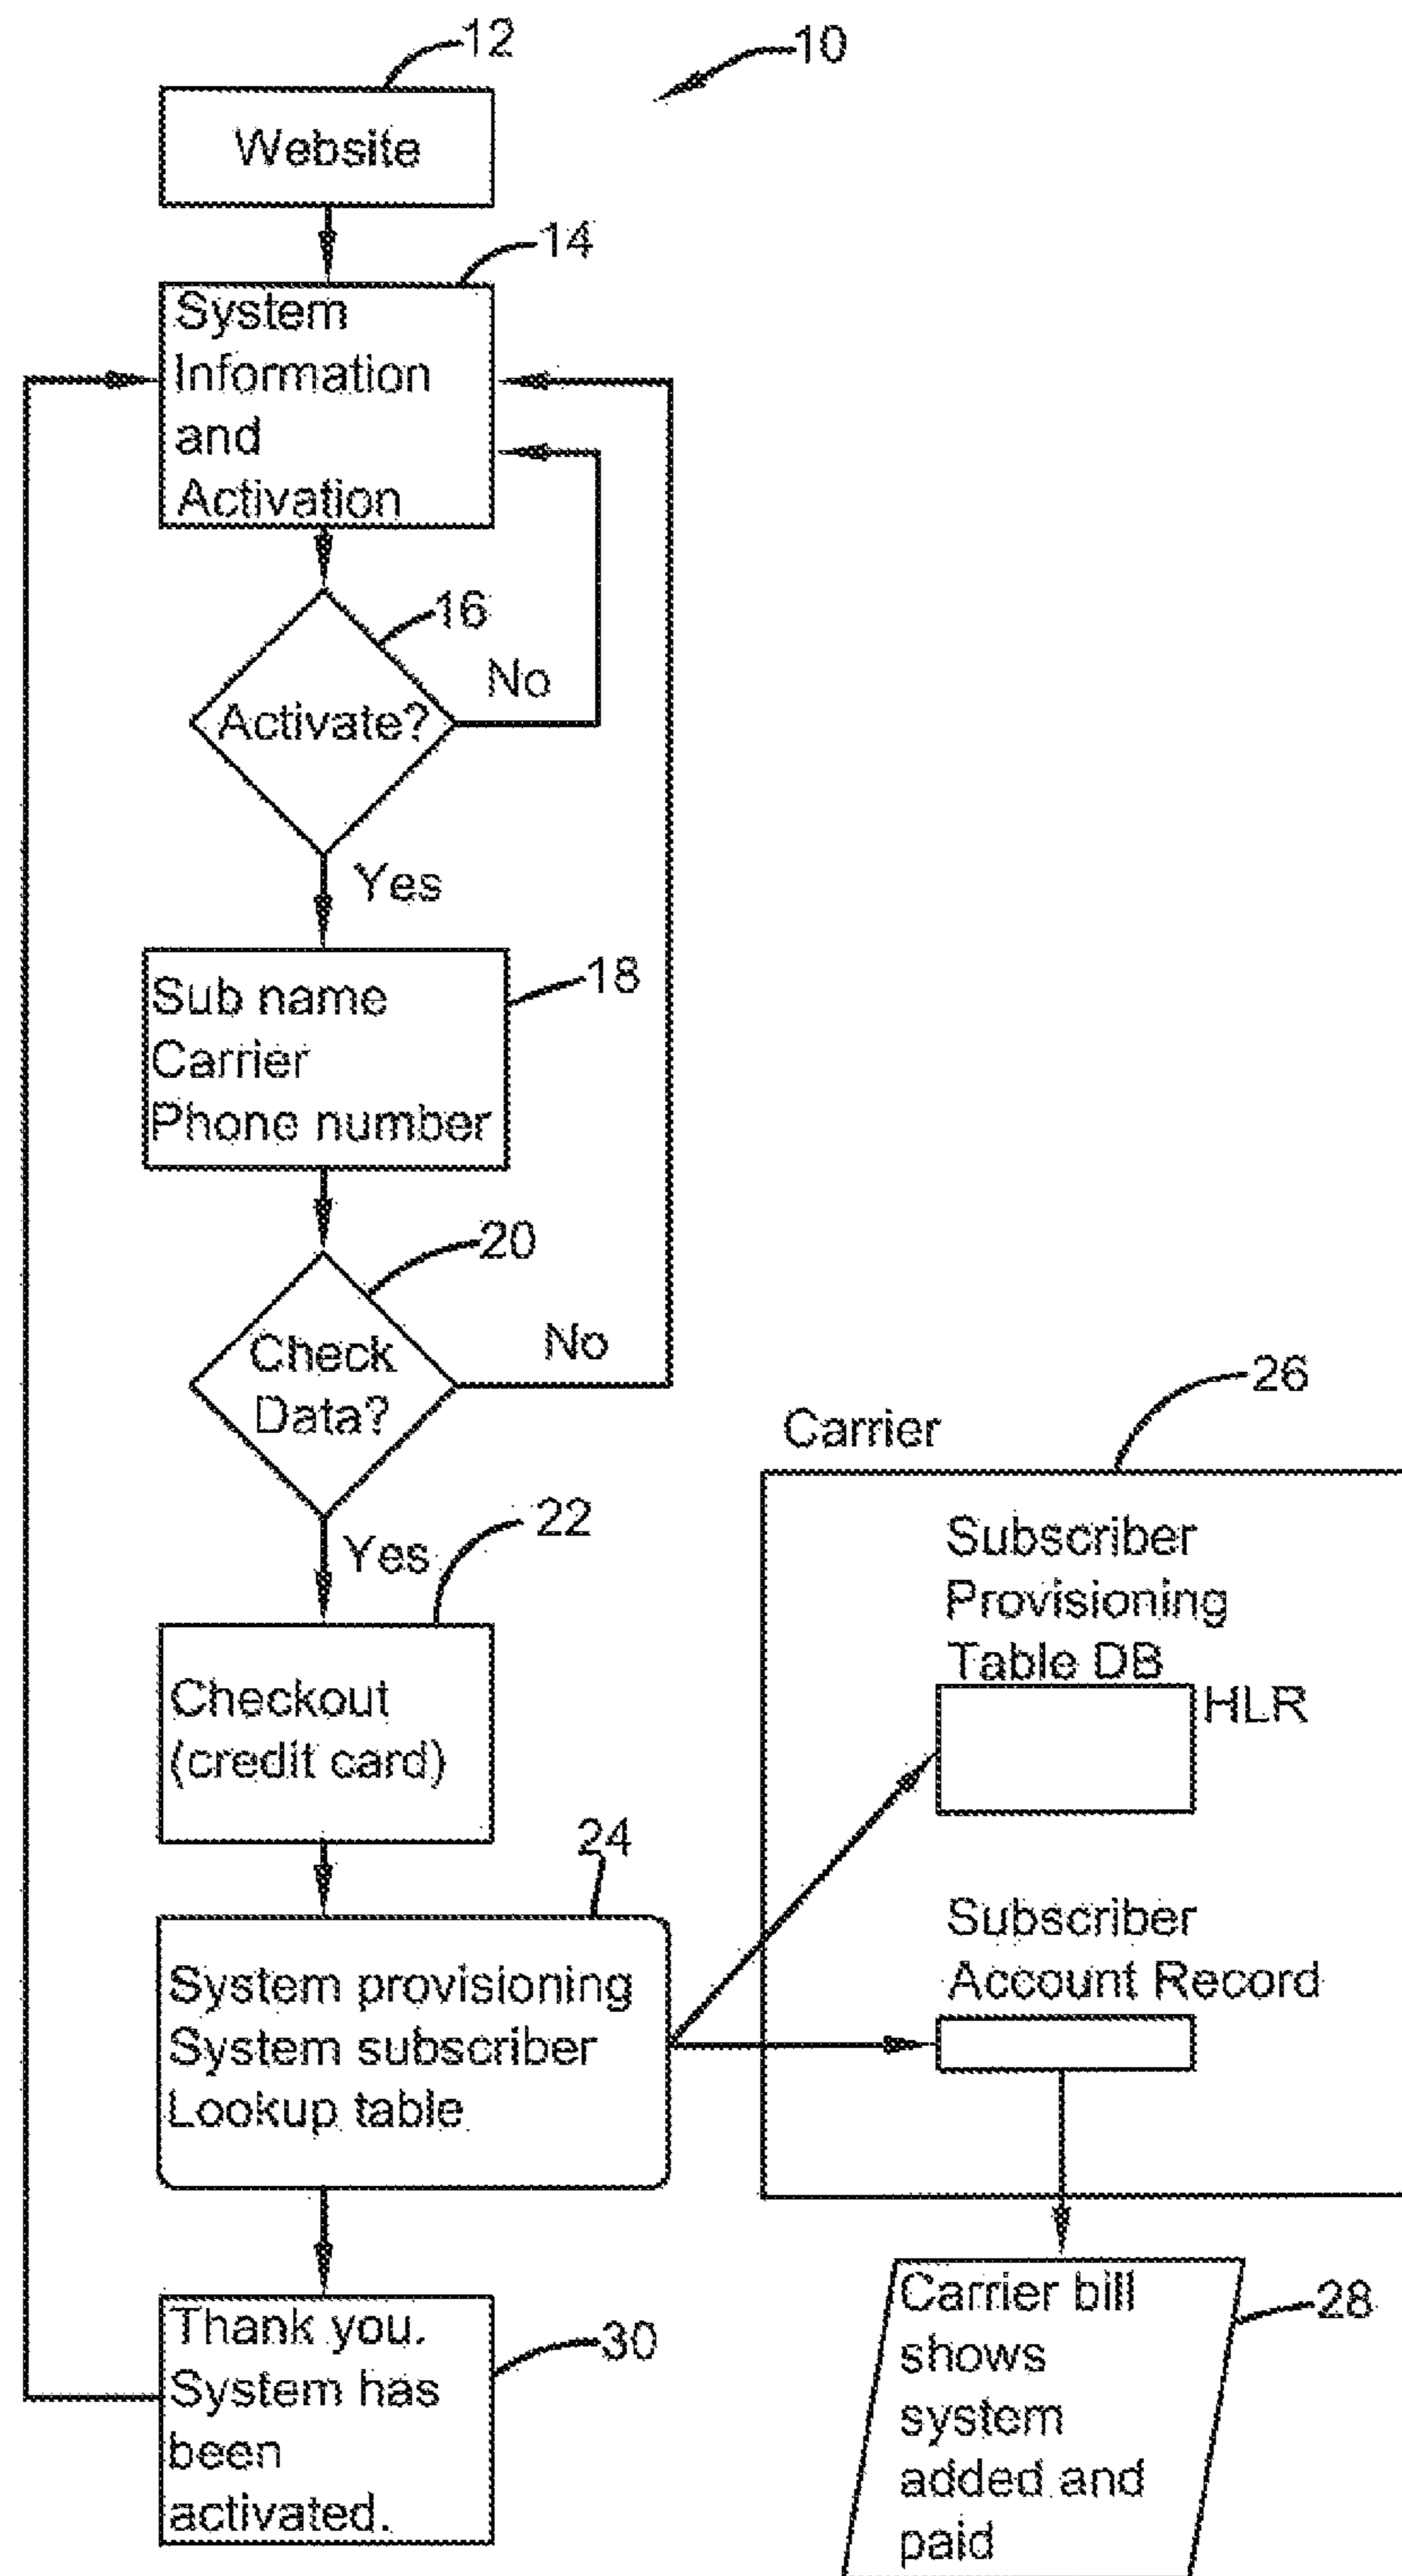 12
10
Website
14
System
Information
and
Activation
16
No
Activate?
Yes
18
Sub name
Carrier
Phone number
20
No
Check
Data?
26
Carrier
22
Yes
Subscriber
Provisioning
Table DB
HLR
Checkout
(credit card)
24
Subscriber
Account Record
System provisioning
System subscriber
Lookup table
Thank you.
System has
been
activated.
30
Carrier bill
shows
system
added and
paid
28